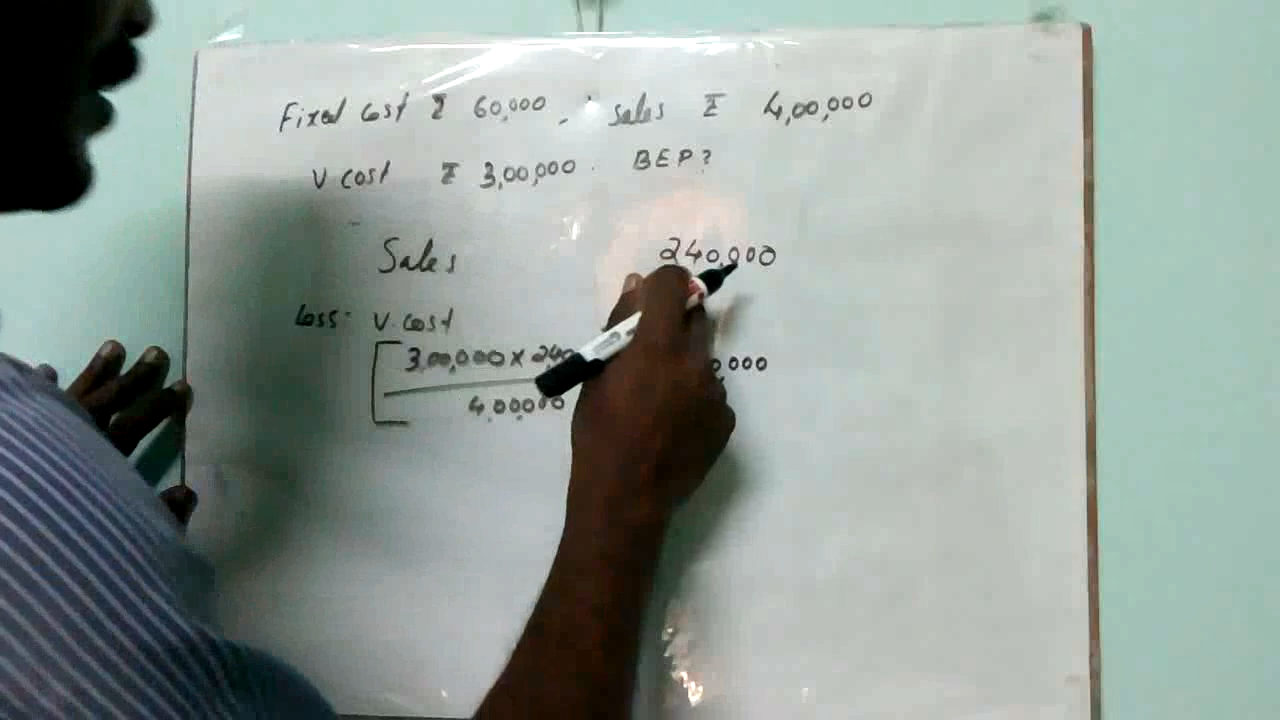 Fixed Cost ₹ 60,000, Sales ₹ 4,00,000
V Cost ₹ 3,00,000. BEP?
Sales 240,000
Less: V. Cost
3,00,000 x
4,00,000